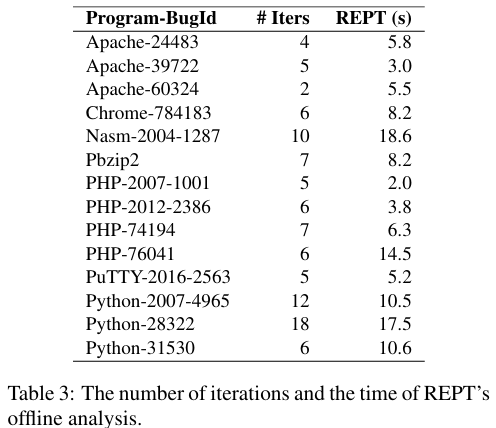 Program-BugId # Iters REPT (s)
Apache-24483 4 5.8
Apache-39722 5 3.0
Apache-60324 2 5.5
Chrome-784183 6 8.2
Nasm-2004-1287 10 18.6
Pbzip2 7 8.2
PHP-2007-1001 5 2.0
PHP-2012-2386 6 3.8
PHP-74194 7 6.3
PHP-76041 6 14.5
PuTTY-2016-2563 5 5.2
Python-2007-4965 12 10.5
Python-28322 18 17.5
Python-31530 6 10.6
Table 3: The number of iterations and the time of REPT's
offline analysis.